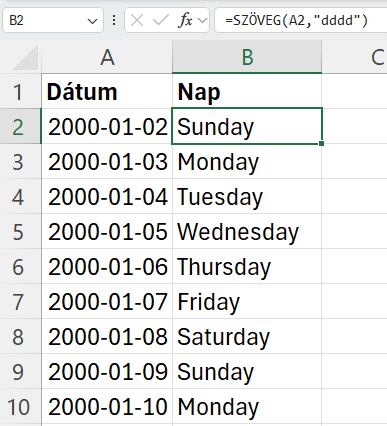 B2 fx =SZÖVEG(A2,"dddd")
A B C
1 Dátum Nap
2 2000-01-02 Sunday
3 2000-01-03 Monday
4 2000-01-04 Tuesday
5 2000-01-05 Wednesday
6 2000-01-06 Thursday
7 2000-01-07 Friday
8 2000-01-08 Saturday
9 2000-01-09 Sunday
10 2000-01-10 Monday